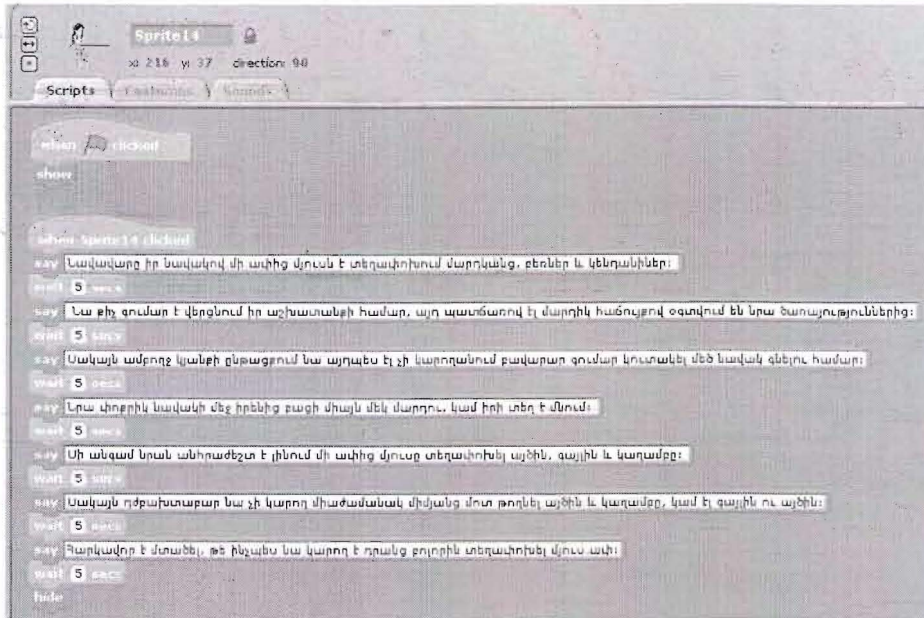 Sprite14
x: 216 y: 37 direction: 90
Scripts Costumes Sounds
when clicked
show
when Sprite14 clicked
say Նավավարը իր նավակով մի ափից մյուսն է տեղափոխում մարդկանց, բեռներ և կենդանիներ։
wait 5 secs
say Նա քիչ գումար է վերցնում իր աշխատանքի համար, այդ պատճառով էլ մարդիկ հաճույքով օգտվում են նրա ծառայություններից։
wait 5 secs
say Սակայն ամբողջ կյանքի ընթացքում նա այդպես էլ չի կարողանում բավարար գումար կուտակել մեծ նավակ գնելու համար։
wait 5 secs
say Նրա փոքրիկ նավակի մեջ իրենից բացի միայն մեկ մարդու, կամ իրի տեղ է մնում։
wait 5 secs
say Մի անգամ նրան անհրաժեշտ է լինում մի ափից մյուսը տեղափոխել այծին, գայլին և կաղամբը։
wait 5 secs
say Սակայն դժբախտաբար նա չի կարող միաժամանակ միմյանց մոտ թողնել այծին և կաղամբը, կամ էլ գայլին ու այծին։
wait 5 secs
say Հարկավոր է մտածել, թե ինչպես նա կարող է դրանց բոլորին տեղափոխել մյուս ափ։
wait 5 secs
hide